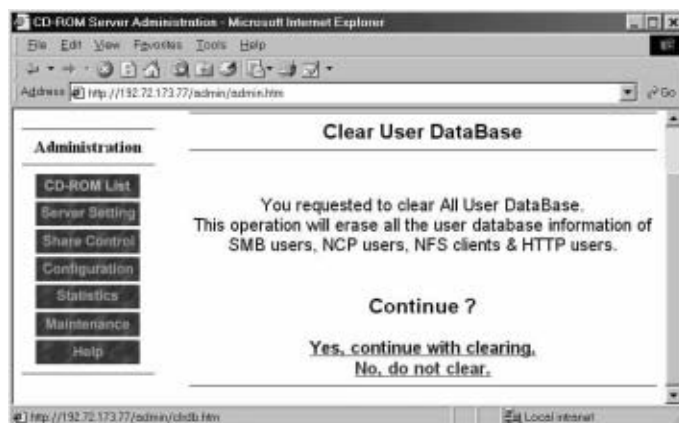 CD-ROM Server Administration - Microsoft Internet Explorer
File Edit View Favorites Tools Help
Address http://192.72.173.77/admin/admin.htm Go
Administration
CD-ROM List
Server Setting
Share Control
Configuration
Statistics
Maintenance
Help
Clear User DataBase
You requested to clear All User DataBase.
This operation will erase all the user database information of
SMB users, NCP users, NFS clients & HTTP users.
Continue ?
Yes, continue with clearing.
No, do not clear.
http://192.72.173.77/admin/clrdb.htm Local intranet